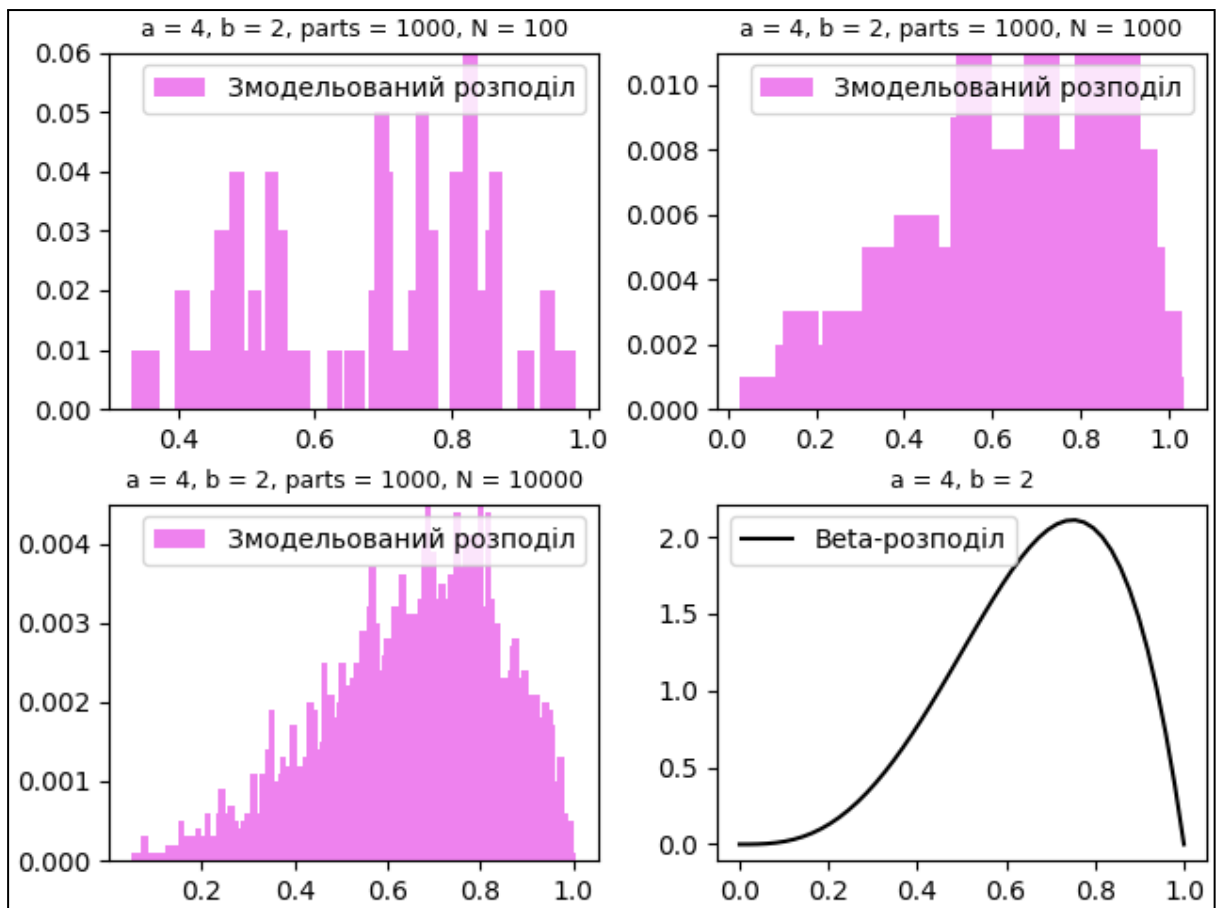 a = 4, b = 2, parts = 1000, N = 100
Змодельований розподіл
0.06
0.05
0.04
0.03
0.02
0.01
0.00
0.4 0.6 0.8 1.0
a = 4, b = 2, parts = 1000, N = 1000
Змодельований розподіл
0.010
0.008
0.006
0.004
0.002
0.000
0.0 0.2 0.4 0.6 0.8 1.0
a = 4, b = 2, parts = 1000, N = 10000
Змодельований розподіл
0.004
0.003
0.002
0.001
0.000
0.2 0.4 0.6 0.8 1.0
a = 4, b = 2
Beta-розподіл
2.0
1.5
1.0
0.5
0.0
0.0 0.2 0.4 0.6 0.8 1.0